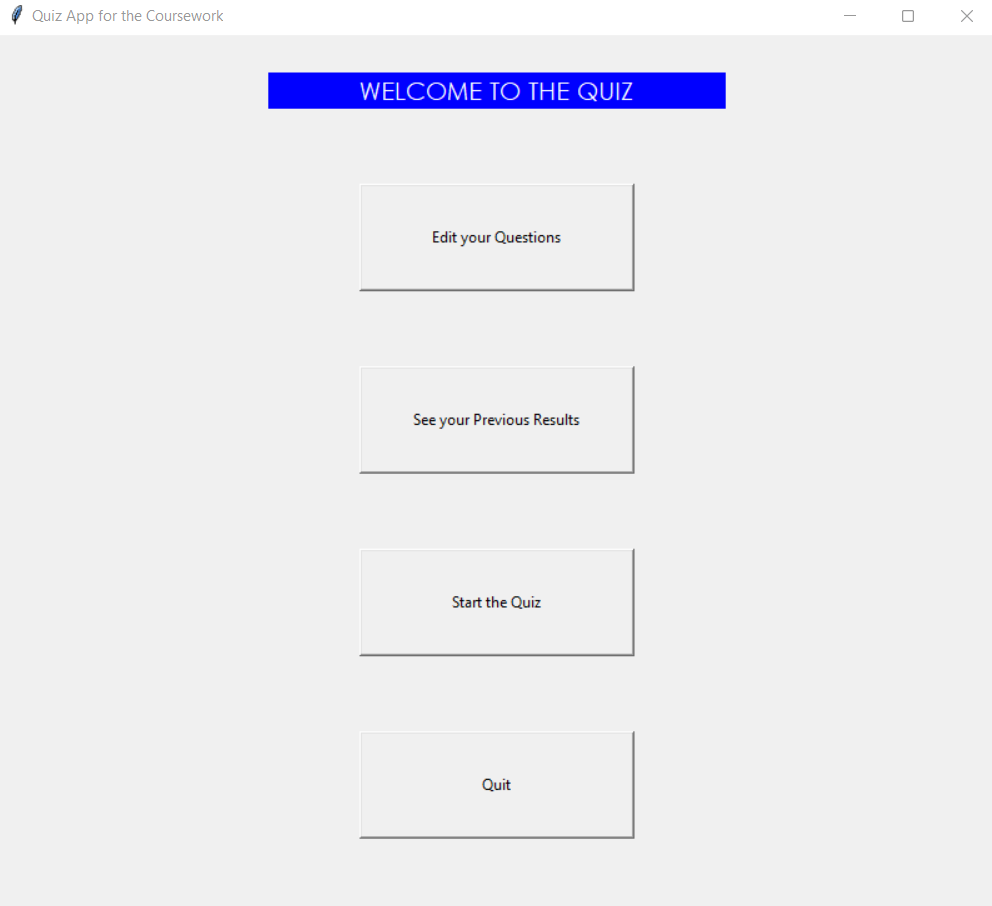 Quiz App for the Coursework
WELCOME TO THE QUIZ
Edit your Questions
See your Previous Results
Start the Quiz
Quit